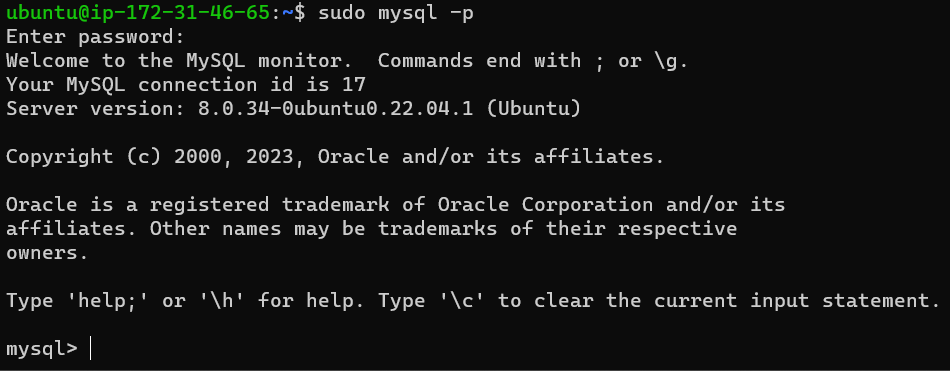 ubuntu@ip-172-31-46-65:~$ sudo mysql -p
Enter password:
Welcome to the MySQL monitor.  Commands end with ; or \g.
Your MySQL connection id is 17
Server version: 8.0.34-0ubuntu0.22.04.1 (Ubuntu)
Copyright (c) 2000, 2023, Oracle and/or its affiliates.
Oracle is a registered trademark of Oracle Corporation and/or its
affiliates. Other names may be trademarks of their respective
owners.
Type 'help;' or '\h' for help. Type '\c' to clear the current input statement.
mysql>